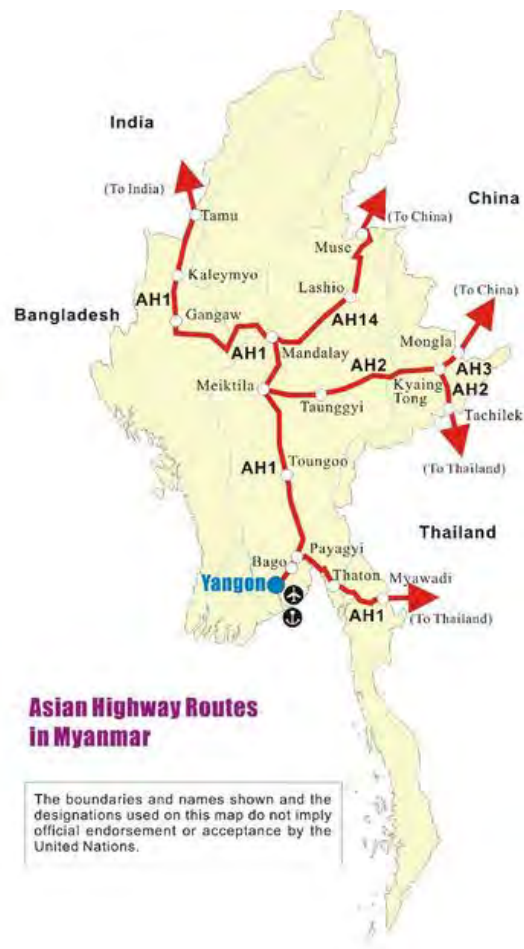 India
(To India)
Tamu
China
(To China)
Muse
Kaleymyo
Lashio
(To China)
AH1
Bangladesh
Gangaw
AH14
AH1
Mandalay
Mongla
AH2
AH3
Meiktila
Kyaing
Tong
AH2
Taunggyi
Tachilek
AH1
Toungoo
(To Thailand)
Thailand
Payagyi
Bago
Yangon
Thaton
Myawadi
AH1
(To Thailand)
Asian Highway Routes
in Myanmar
The boundaries and names shown and the
designations used on this map do not imply
official endorsement or acceptance by the
United Nations.